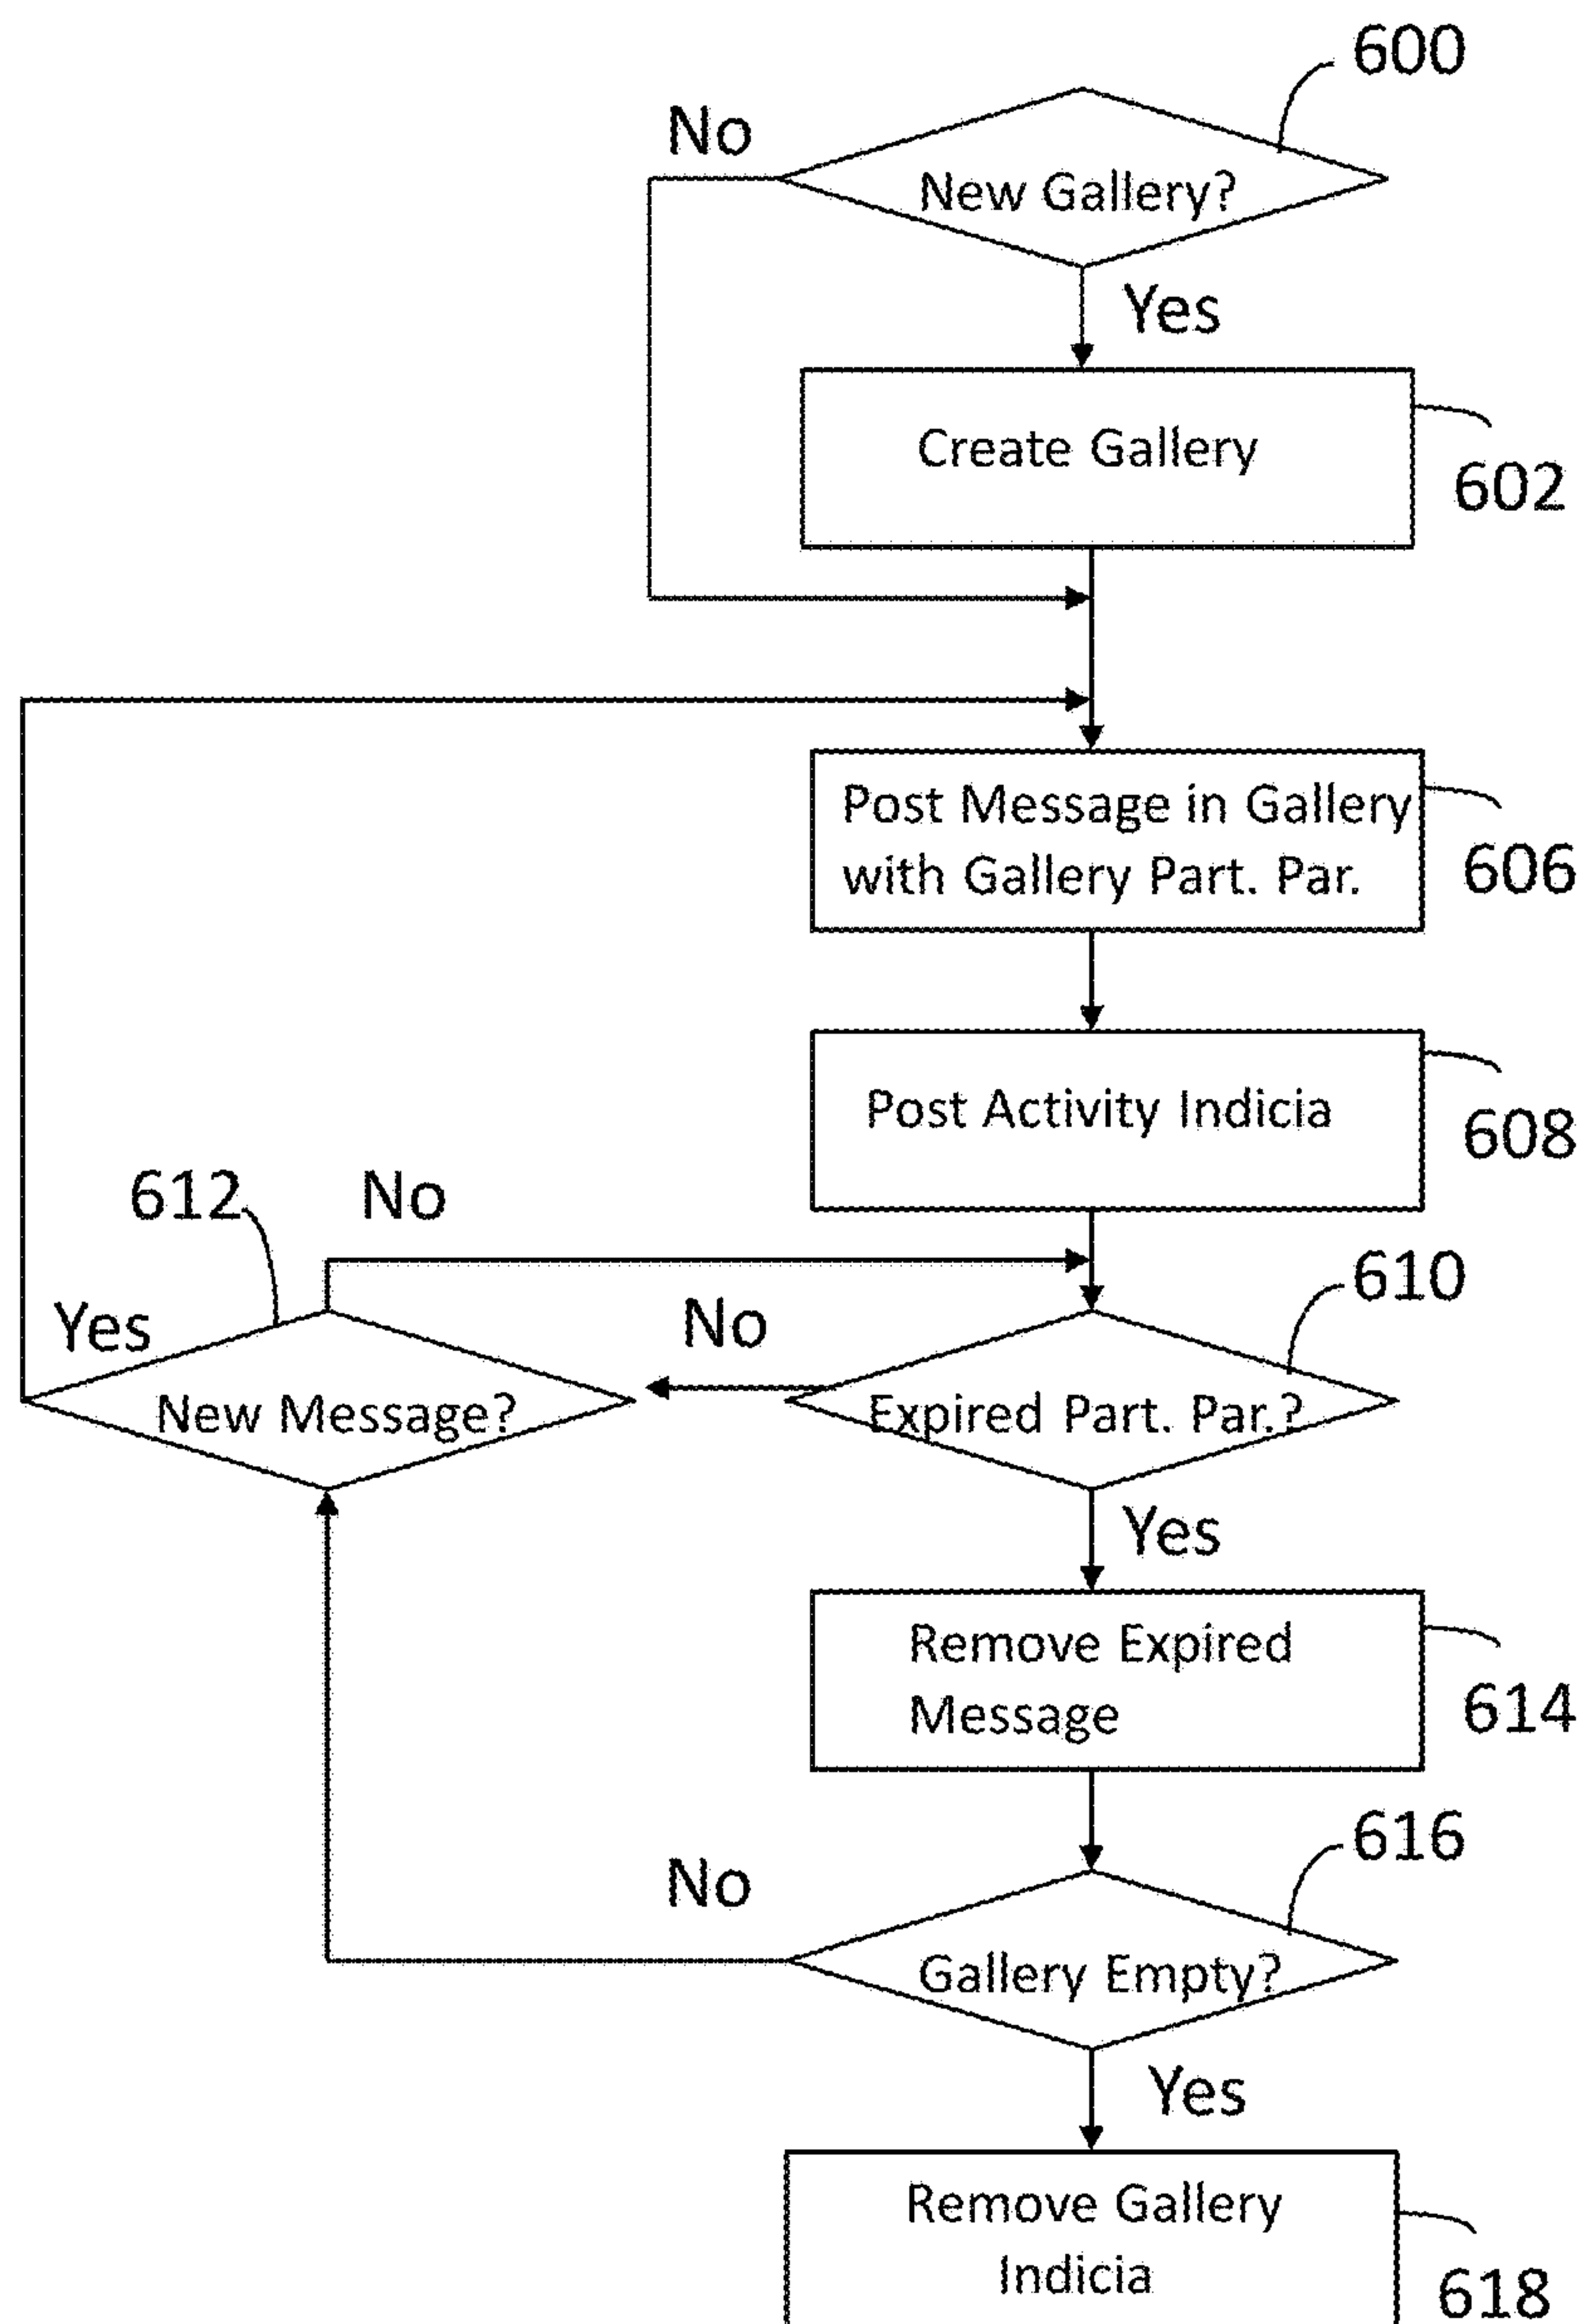 600
No
New Gallery?
Yes
Create Gallery
602
Post Message in Gallery
with Gallery Part. Par.
606
Post Activity Indicia
608
612
No
610
Yes
No
New Message?
Expired Part. Par.?
Yes
Remove Expired
Message
614
616
No
Gallery Empty?
Yes
Remove Gallery
Indicia
618